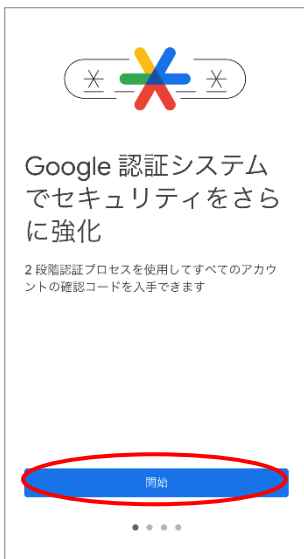 Google 認証システム
でセキュリティをさら
に強化
2 段階認証プロセスを使用してすべてのアカウ
ントの確認コードを入手できます
開始